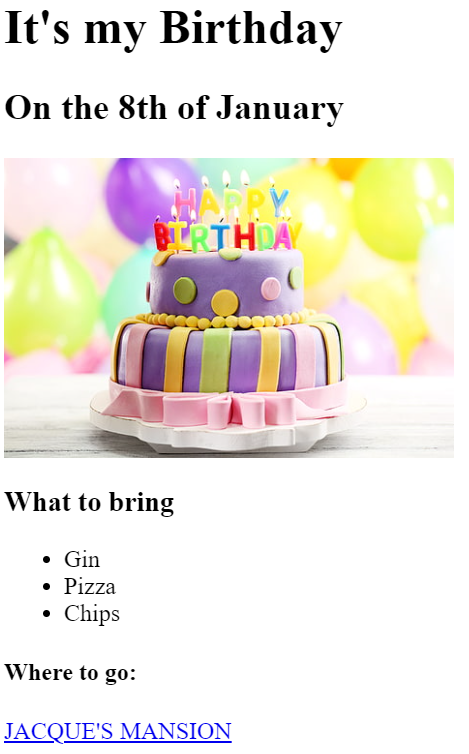 It's my Birthday
On the 8th of January
HAPPY
BIRTHDAY
What to bring
Gin
Pizza
Chips
Where to go:
JACQUE'S MANSION